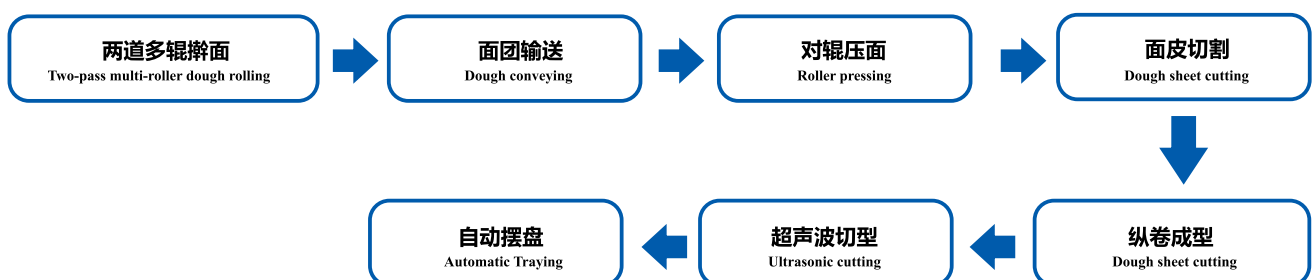 两道多辊擀面
Two-pass multi-roller dough rolling
面团输送
Dough conveying
对辊压面
Roller pressing
面皮切割
Dough sheet cutting
纵卷成型
Dough sheet cutting
超声波切型
Ultrasonic cutting
自动摆盘
Automatic Traying